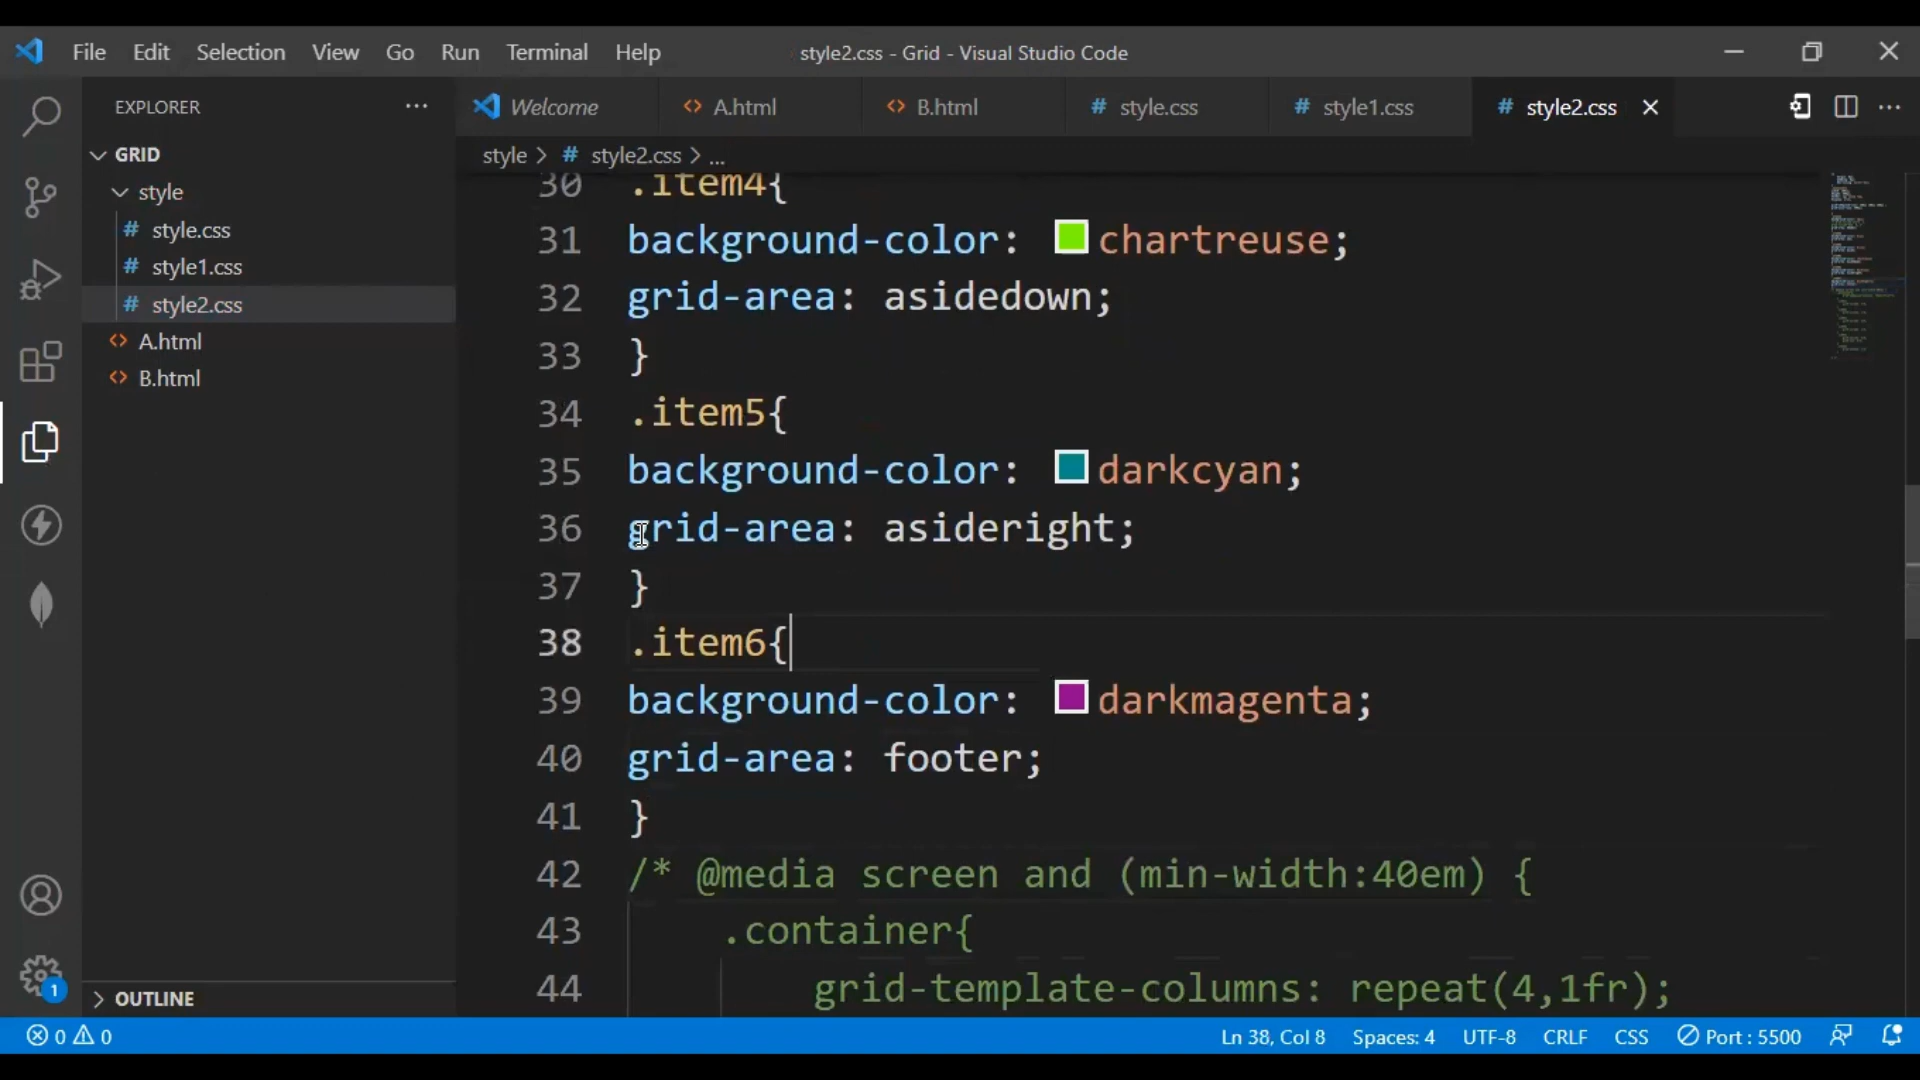 File Edit Selection View Go Run Terminal Help style2.css - Grid - Visual Studio Code
EXPLORER
Welcome A.html B.html style.css style1.css style2.css
GRID
style
style.css
style1.css
style2.css
A.html
B.html
OUTLINE
style > # style2.css > ...
30 .item4{
31 background-color: chartreuse;
32 grid-area: asidedown;
33 }
34 .item5{
35 background-color: darkcyan;
36 grid-area: asideright;
37 }
38 .item6{
39 background-color: darkmagenta;
40 grid-area: footer;
41 }
42 /* @media screen and (min-width:40em) {
43 .container{
44 grid-template-columns: repeat(4,1fr);
1
0 0 Ln 38, Col 8 Spaces: 4 UTF-8 CRLF CSS Port : 5500